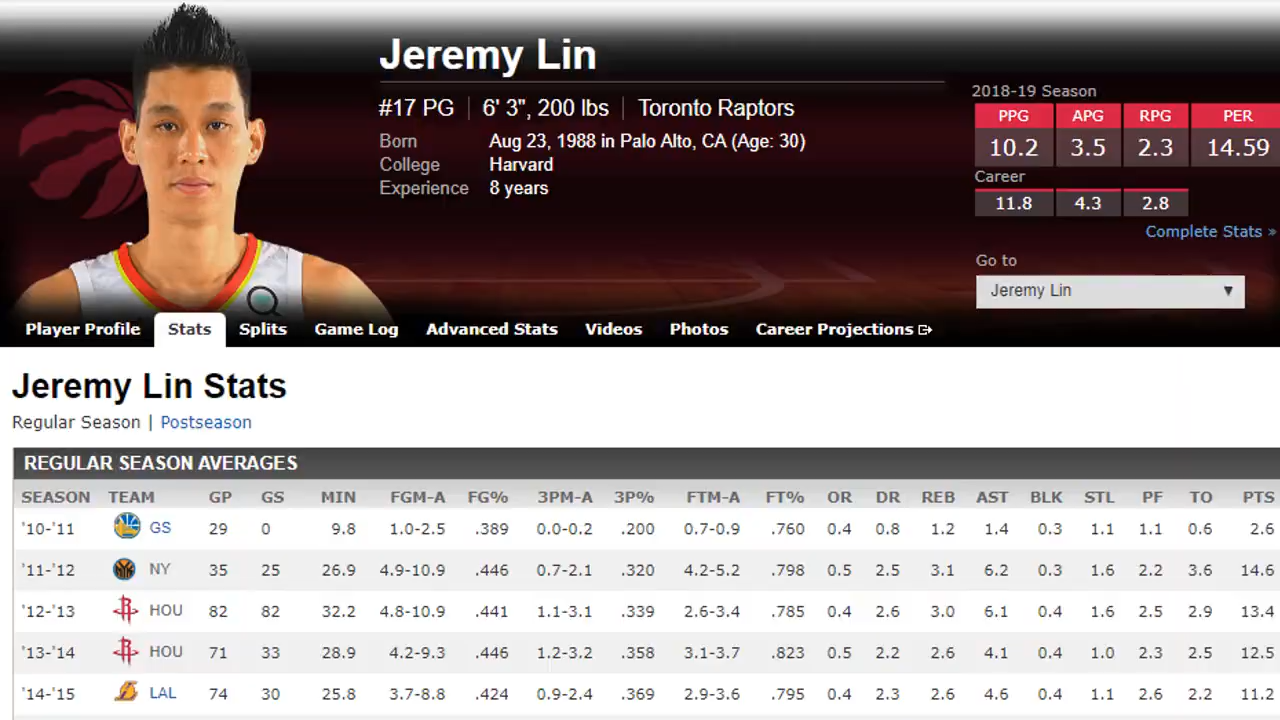 Jeremy Lin
#17 PG 6' 3", 200 lbs Toronto Raptors
Born Aug 23, 1988 in Palo Alto, CA (Age: 30)
College Harvard
Experience 8 years
2018-19 Season
PPG APG RPG PER
10.2 3.5 2.3 14.59
Career
11.8 4.3 2.8
Complete Stats »
Go to
Jeremy Lin ▼
Player Profile Stats Splits Game Log Advanced Stats Videos Photos Career Projections
Jeremy Lin Stats
Regular Season | Postseason
REGULAR SEASON AVERAGES
SEASON TEAM GP GS MIN FGM-A FG% 3PM-A 3P% FTM-A FT% OR DR REB AST BLK STL PF TO PTS
'10-'11 GS 29 0 9.8 1.0-2.5 .389 0.0-0.2 .200 0.7-0.9 .760 0.4 0.8 1.2 1.4 0.3 1.1 1.1 0.6 2.6
'11-'12 NY 35 25 26.9 4.9-10.9 .446 0.7-2.1 .320 4.2-5.2 .798 0.5 2.5 3.1 6.2 0.3 1.6 2.2 3.6 14.6
'12-'13 HOU 82 82 32.2 4.8-10.9 .441 1.1-3.1 .339 2.6-3.4 .785 0.4 2.6 3.0 6.1 0.4 1.6 2.5 2.9 13.4
'13-'14 HOU 71 33 28.9 4.2-9.3 .446 1.2-3.2 .358 3.1-3.7 .823 0.5 2.2 2.6 4.1 0.4 1.0 2.3 2.5 12.5
'14-'15 LAL 74 30 25.8 3.7-8.8 .424 0.9-2.4 .369 2.9-3.6 .795 0.4 2.3 2.6 4.6 0.4 1.1 2.6 2.2 11.2